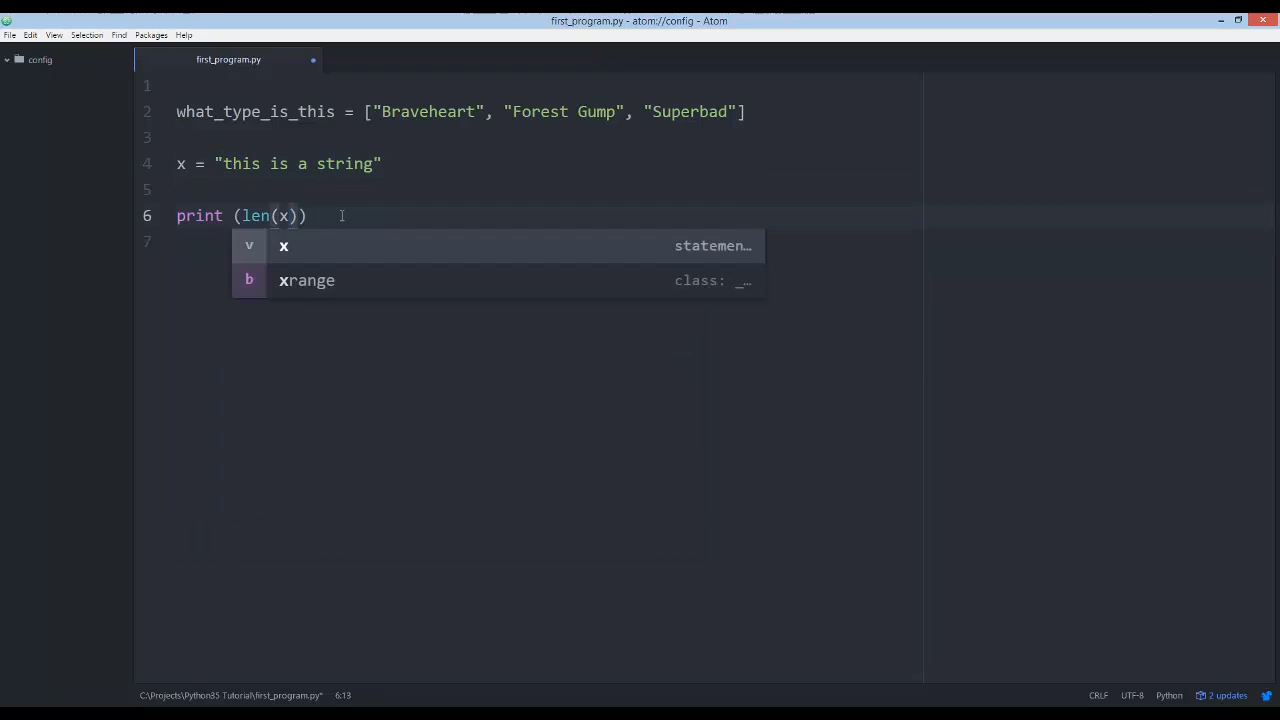 first_program.py - atom://config - Atom
File Edit View Selection Find Packages Help
config
first_program.py
1
2 what_type_is_this = ["Braveheart", "Forest Gump", "Superbad"]
3
4 x = "this is a string"
5
6 print (len(x))
7
v x statemen…
b xrange class: _…
C:\Projects\Python35 Tutorial\first_program.py* 6:13 CRLF UTF-8 Python 2 updates